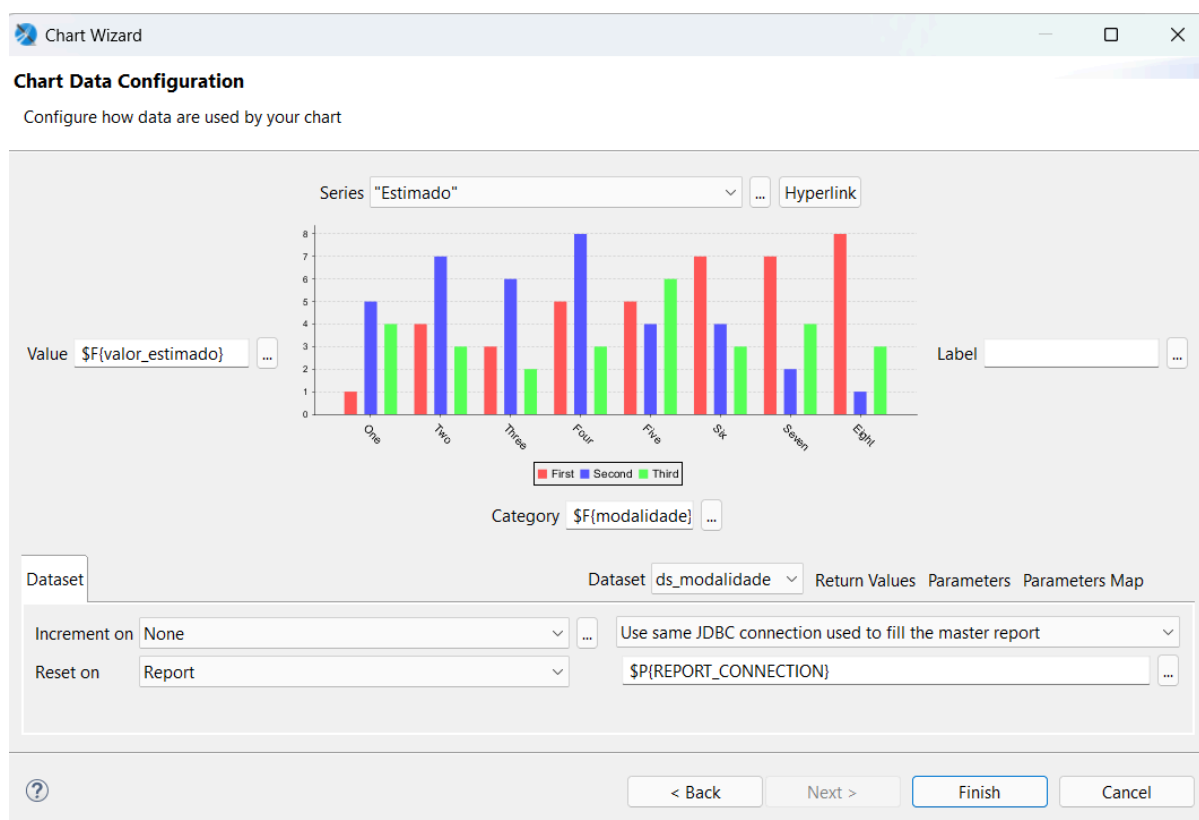 Chart Wizard
Chart Data Configuration
Configure how data are used by your chart
Series "Estimado" ... Hyperlink
8
7
6
5
4
3
2
1
0
Value $F{valor_estimado} ...
Label ...
One Two Three Four Five Six Seven Eight
First Second Third
Category $F{modalidade} ...
Dataset
Dataset ds_modalidade Return Values Parameters Parameters Map
Increment on None ... Use same JDBC connection used to fill the master report
Reset on Report $P{REPORT_CONNECTION} ...
? < Back Next > Finish Cancel